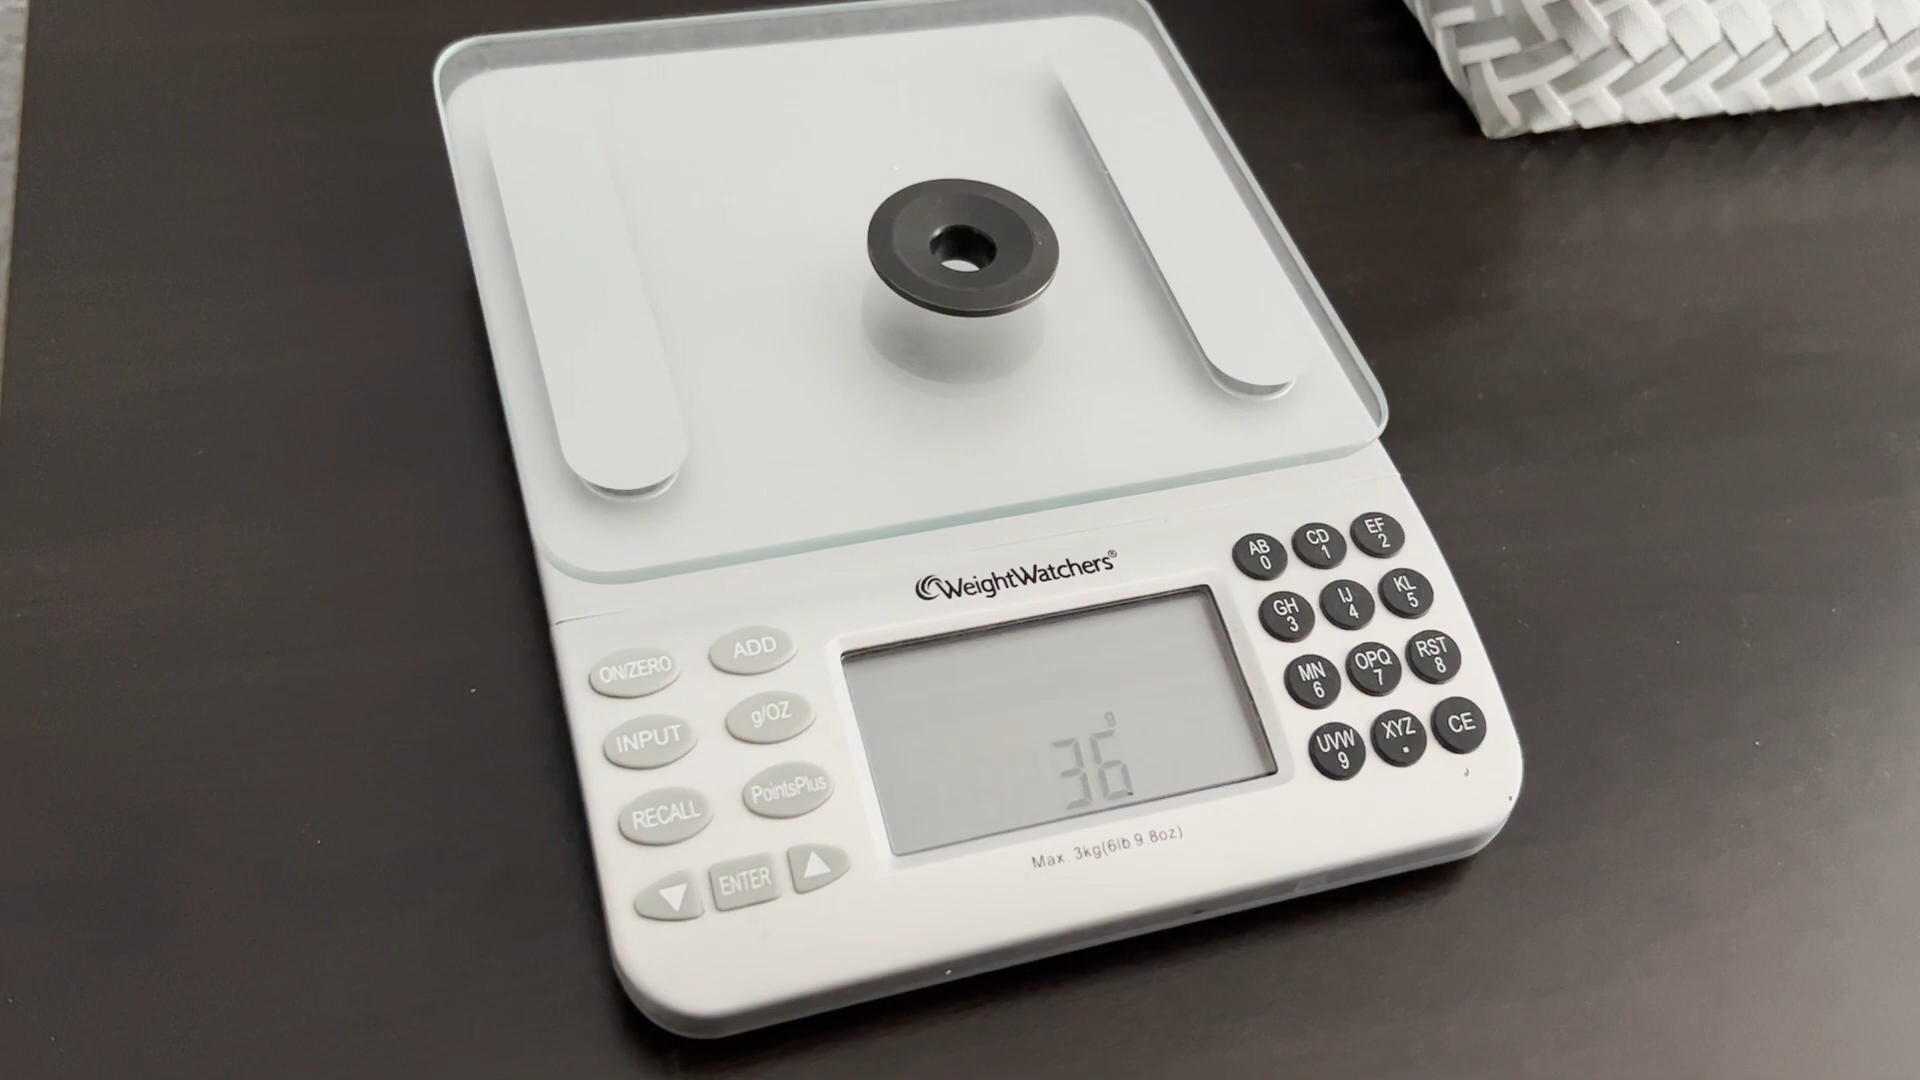 WeightWatchers®
ON/ZERO
ADD
INPUT
g/OZ
RECALL
PointsPlus
ENTER
g
36
Max. 3kg(6lb 9.8oz)
AB
0
CD
1
EF
2
GH
3
IJ
4
KL
5
MN
6
OPQ
7
RST
8
UVW
9
XYZ
.
CE